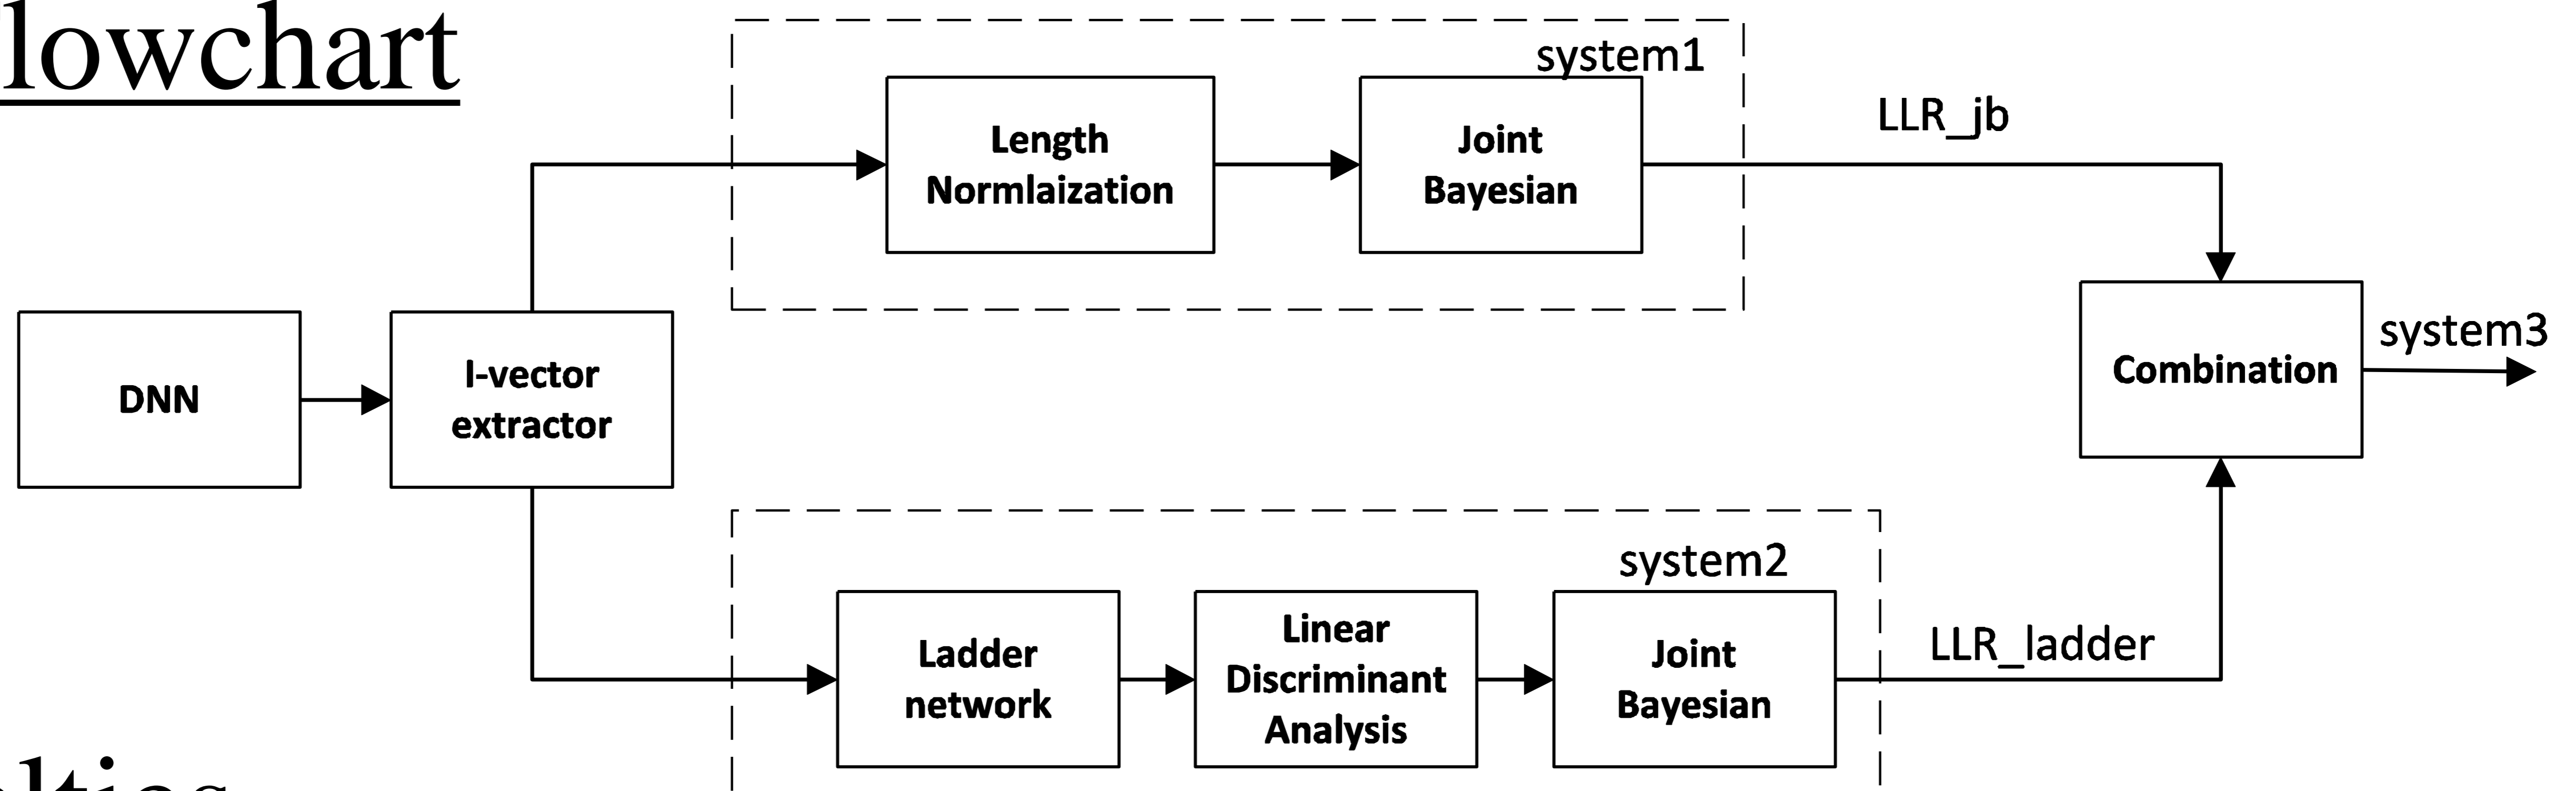 lowchart
system1
Length
Normlaization
Joint
Bayesian
LLR_jb
DNN
I-vector
extractor
Combination
system3
system2
Ladder
network
Linear
Discriminant
Analysis
Joint
Bayesian
LLR_ladder